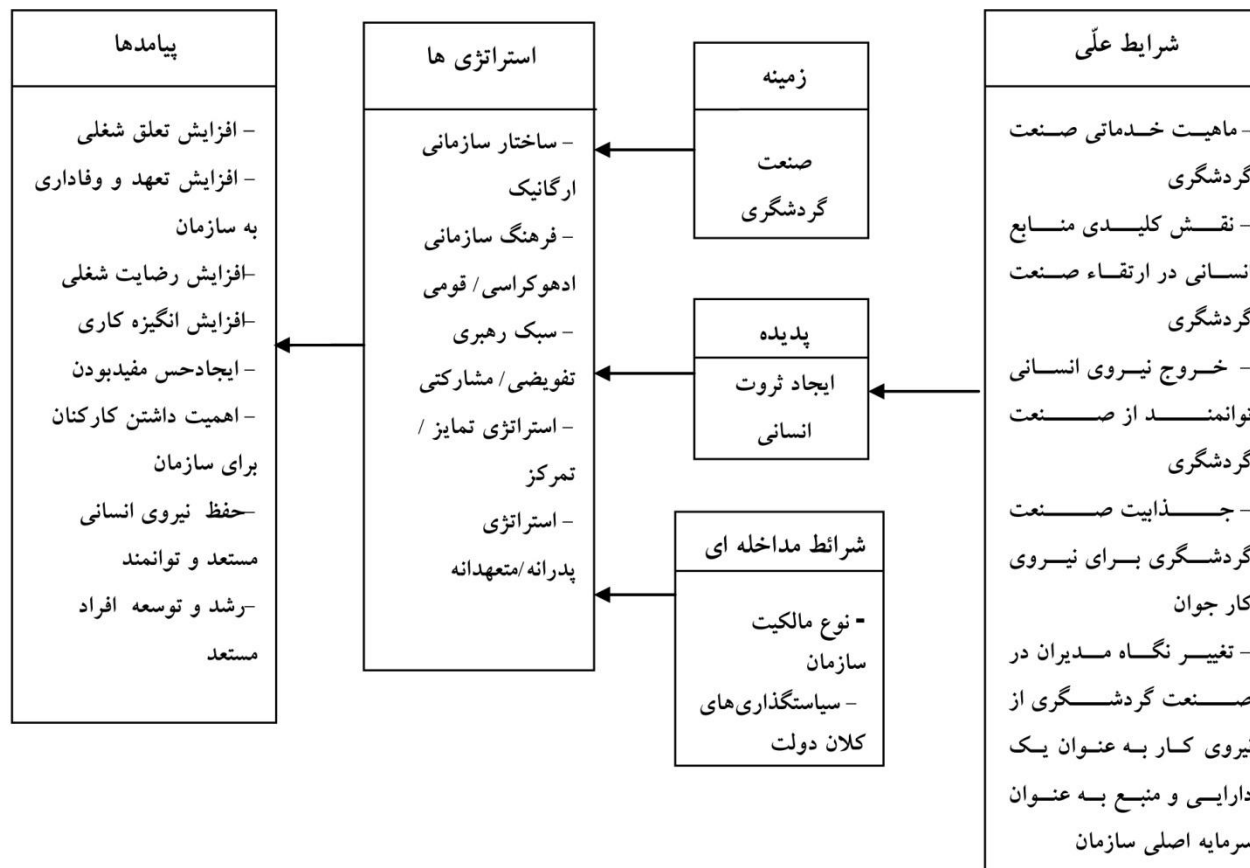 شرایط علّی
– ماهیت خدماتی صنعت
گردشگری
– نقش کلیدی منابع
انسانی در ارتقاء صنعت
گردشگری
– خروج نیروی انسانی
توانمند از صنعت
گردشگری
– جذابیت صنعت
گردشگری برای نیروی
کار جوان
– تغییر نگاه مدیران در
صنعت گردشگری از
نیروی کار به عنوان یک
دارایی و منبع به عنوان
سرمایه اصلی سازمان
زمینه
صنعت
گردشگری
پدیده
ایجاد ثروت
انسانی
شرائط مداخله ای
- نوع مالکیت
سازمان
– سیاستگذاری‌های
کلان دولت
استراتژی ها
– ساختار سازمانی
ارگانیک
– فرهنگ سازمانی
ادهوکراسی/ قومی
– سبک رهبری
تفویضی/ مشارکتی
– استراتژی تمایز /
تمرکز
– استراتژی
پدرانه/متعهدانه
پیامدها
– افزایش تعلق شغلی
– افزایش تعهد و وفاداری
به سازمان
–افزایش رضایت شغلی
–افزایش انگیزه کاری
– ایجادحس مفیدبودن
– اهمیت داشتن کارکنان
برای سازمان
–حفظ نیروی انسانی
مستعد و توانمند
–رشد و توسعه افراد
مستعد